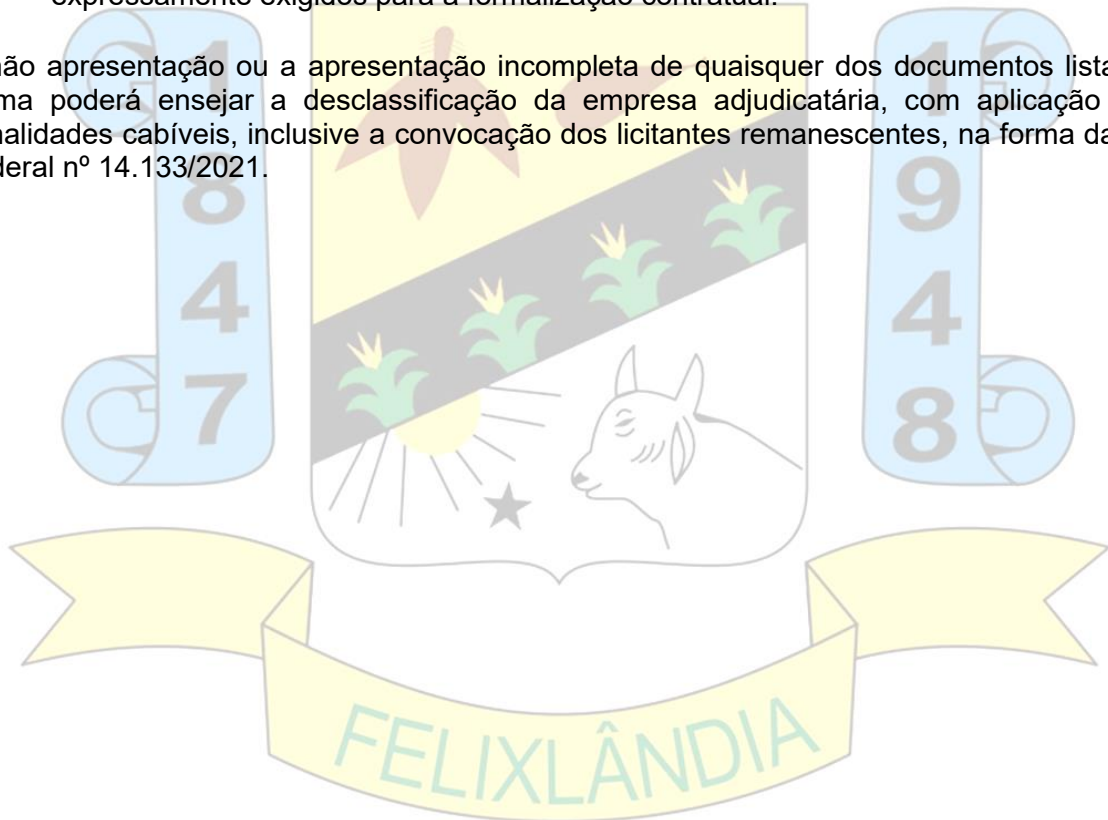 expressamente exigidos para a formalização contratual.
não apresentação ou a apresentação incompleta de quaisquer dos documentos lista
ma poderá ensejar a desclassificação da empresa adjudicatária, com aplicação
nalidades cabíveis, inclusive a convocação dos licitantes remanescentes, na forma da
deral nº 14.133/2021.
1847
1948
FELIXLÂNDIA